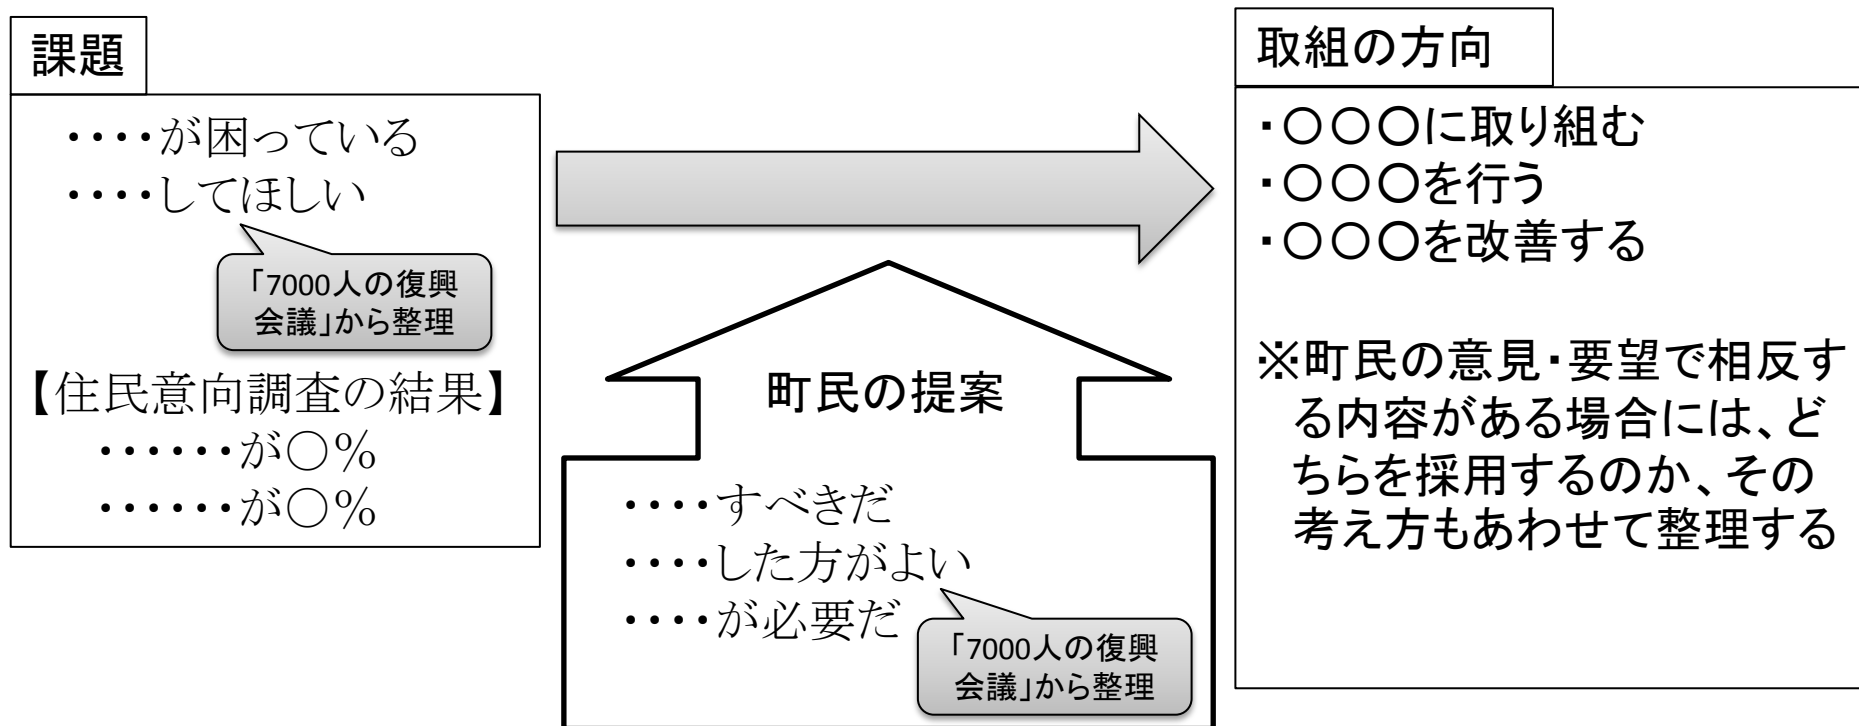 課題
・・・・が困っている
・・・・してほしい
「7000人の復興
会議」から整理
【住民意向調査の結果】
・・・・・・が○%
・・・・・・が○%
町民の提案
・・・・すべきだ
・・・・した方がよい
・・・・が必要だ
「7000人の復興
会議」から整理
取組の方向
・○○○に取り組む
・○○○を行う
・○○○を改善する
※町民の意見・要望で相反す
る内容がある場合には、ど
ちらを採用するのか、その
考え方もあわせて整理する